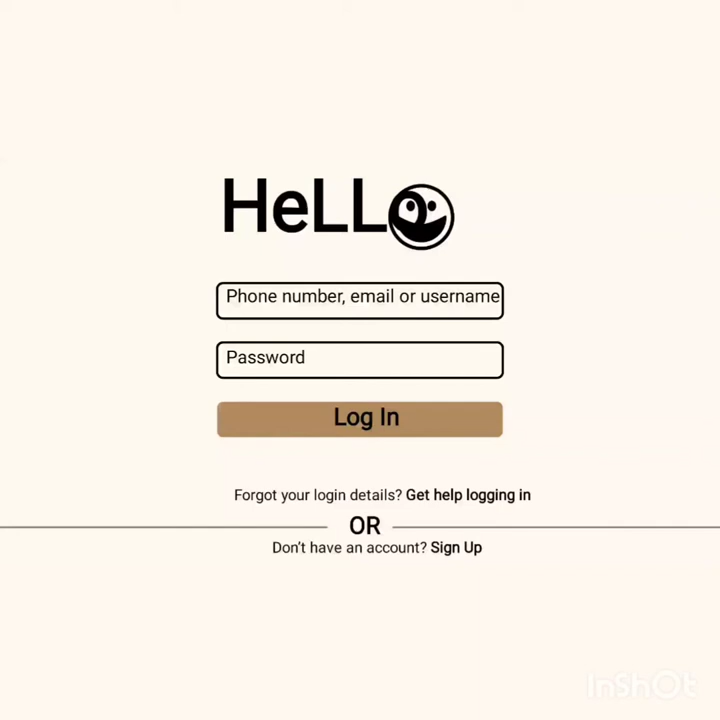 HeLLo
Phone number, email or username
Password
Log In
Forgot your login details? Get help logging in
OR
Don't have an account? Sign Up
InShOt